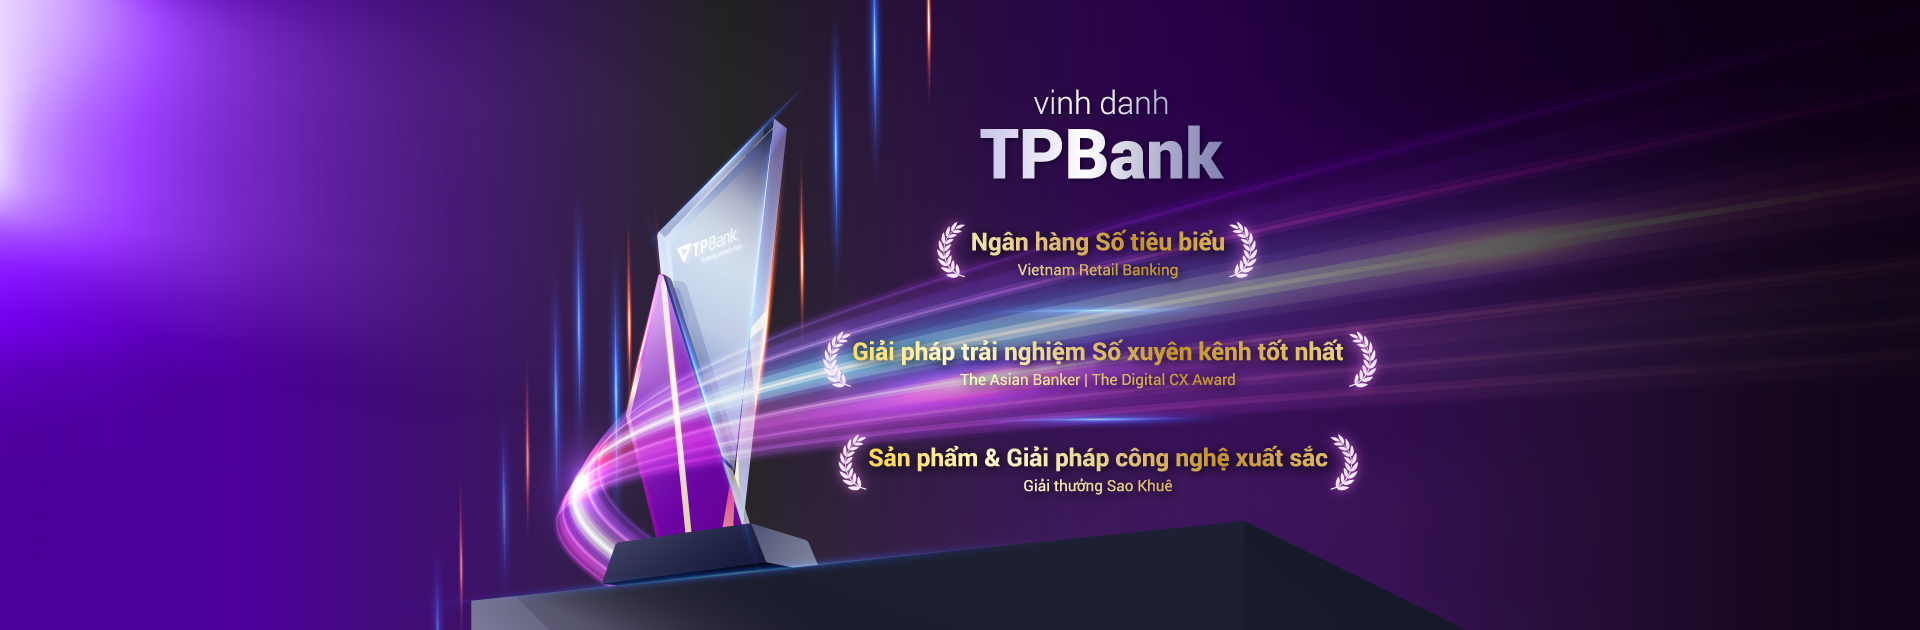 vinh danh
TPBank
TPBank
Ngân hàng Số tiêu biểu
Vietnam Retail Banking
Giải pháp trải nghiệm Số xuyên kênh tốt nhất
The Asian Banker | The Digital CX Award
Sản phẩm & Giải pháp công nghệ xuất sắc
Giải thưởng Sao Khuê